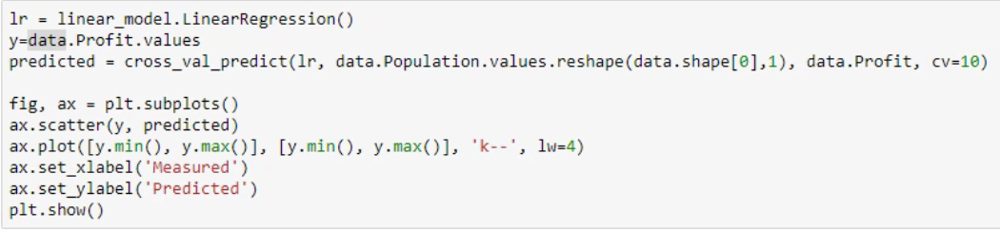 lr = linear_model.LinearRegression()
y=data.Profit.values
predicted = cross_val_predict(lr, data.Population.values.reshape(data.shape[0],1), data.Profit, cv=10)
fig, ax = plt.subplots()
ax.scatter(y, predicted)
ax.plot([y.min(), y.max()], [y.min(), y.max()], 'k--', lw=4)
ax.set_xlabel('Measured')
ax.set_ylabel('Predicted')
plt.show()